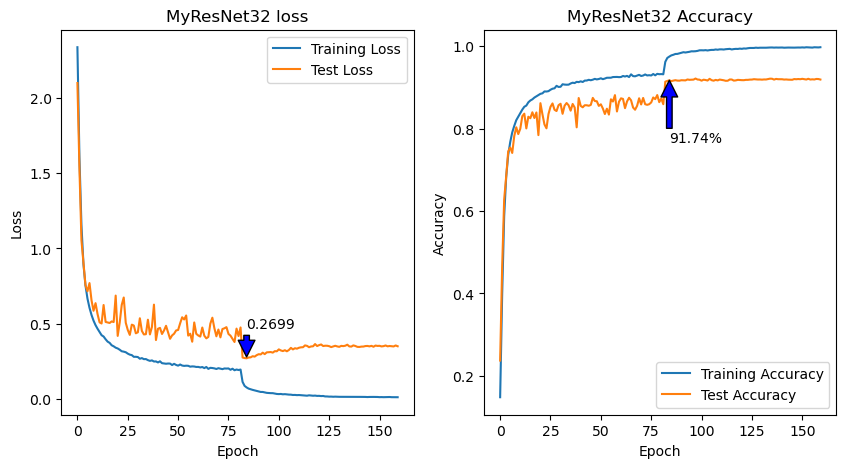 MyResNet32 loss
Loss
2.0
1.5
1.0
0.5
0.0
Training Loss
Test Loss
0.2699
0
25
50
75
100
125
150
Epoch
MyResNet32 Accuracy
Accuracy
1.0
0.8
0.6
0.4
0.2
91.74%
Training Accuracy
Test Accuracy
0
25
50
75
100
125
150
Epoch